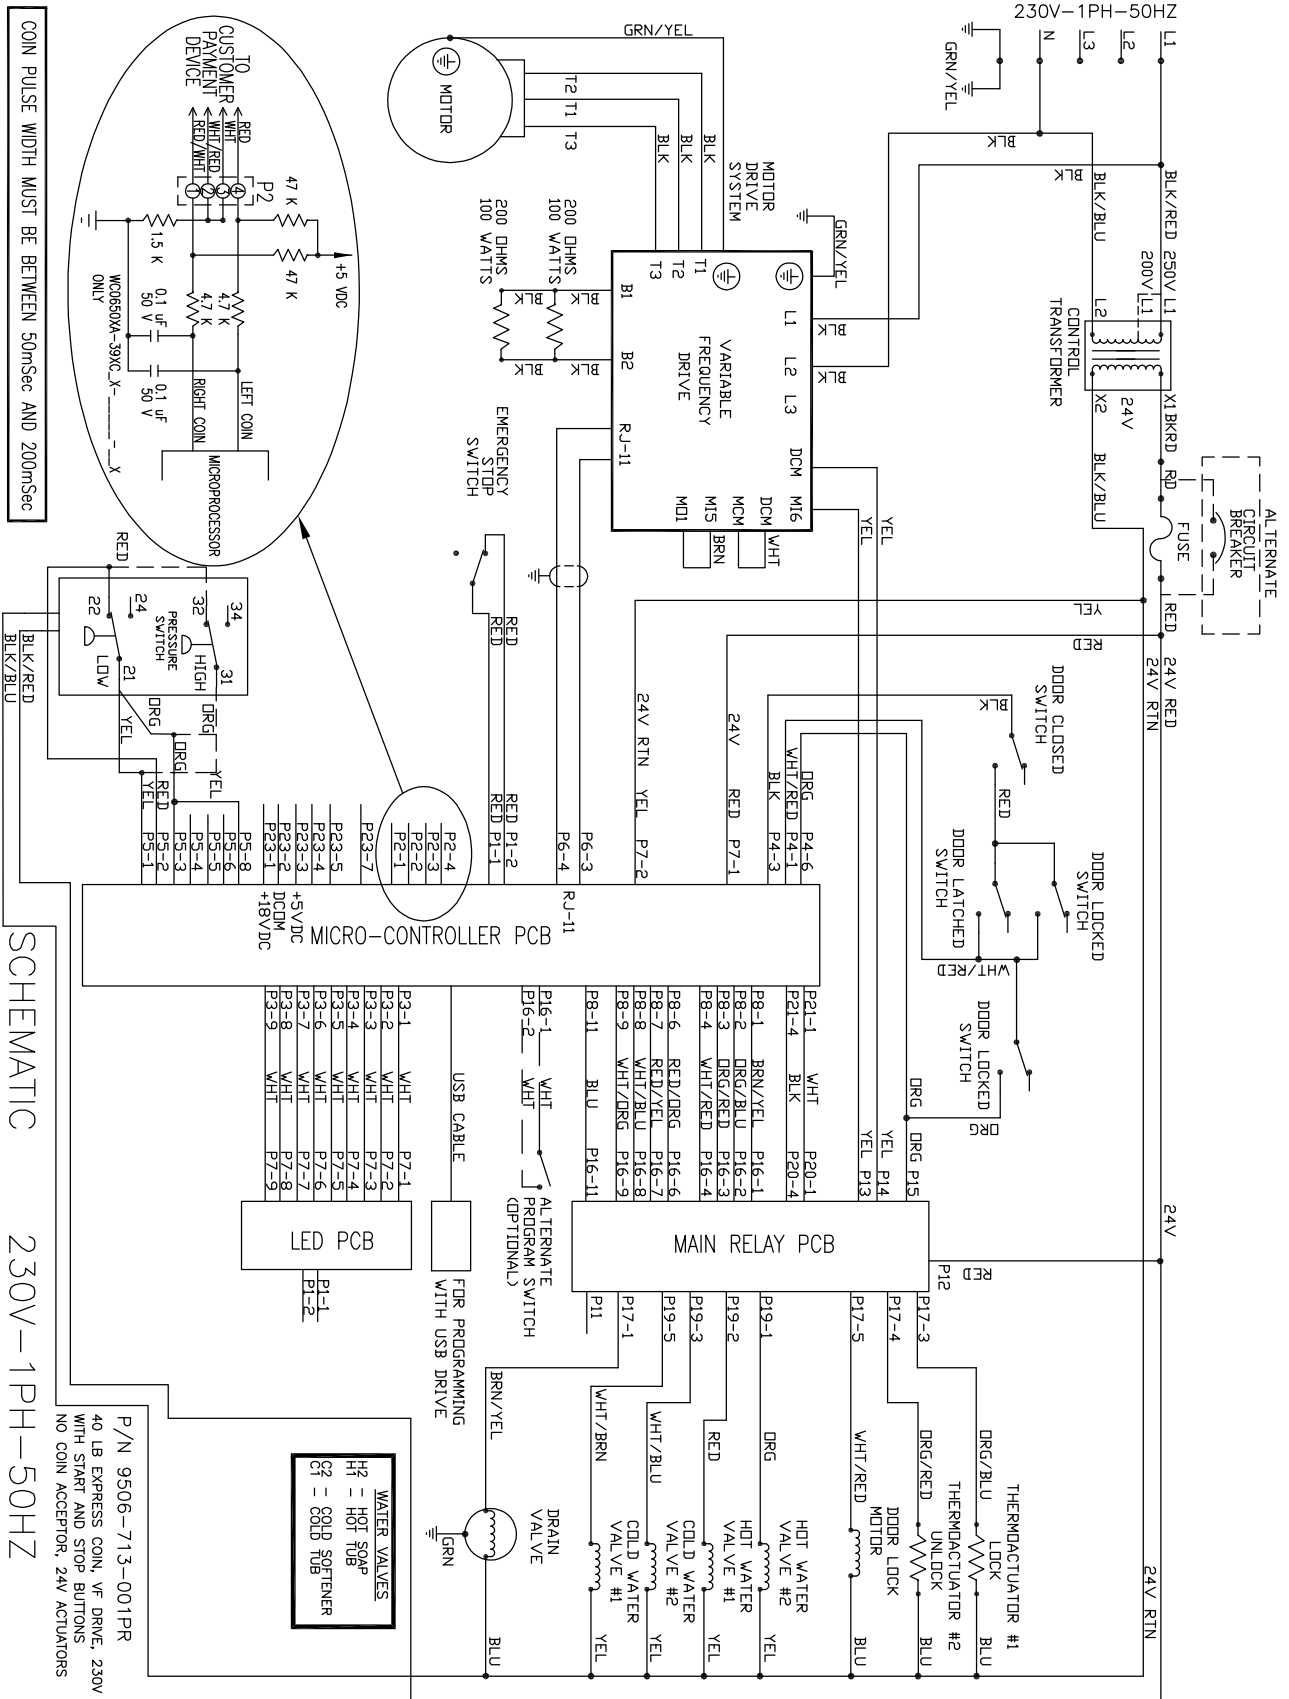 230V-1PH-50HZ
L1
L2
L3
N
GRN/YEL
BLK
BLK
BLK/RED
250V
L1
200V
L1
BLK/BLU
L2
CONTROL
TRANSFORMER
X1
BKRD
24V
X2
BLK/BLU
RD
FUSE
ALTERNATE
CIRCUIT
BREAKER
RED
YEL
RED
24V RED
24V RTN
24V
24V RTN
GRN/YEL
MOTOR
T2
T1
T3
BLK
BLK
BLK
MOTOR
DRIVE
SYSTEM
GRN/YEL
T1
T2
T3
L1
BLK
L2
BLK
L3
VARIABLE
FREQUENCY
DRIVE
B1
B2
RJ-11
DCM
MI6
DCM
MCM
MI5
MO1
WHT
BRN
YEL
YEL
BLK
BLK
BLK
BLK
200 OHMS
100 WATTS
200 OHMS
100 WATTS
EMERGENCY
STOP
SWITCH
RED
RED
DOOR CLOSED
SWITCH
BLK
RED
DOOR LATCHED
SWITCH
DOOR LOCKED
SWITCH
WHT/RED
DOOR LOCKED
SWITCH
ORG
ORG
24V RTN
YEL
P7-2
24V
RED
P7-1
BLK
P4-3
WHT/RED
P4-1
ORG
P4-6
P6-3
P6-4
RED P1-2
RED P1-1
P2-4
P2-3
P2-2
P2-1
P23-7
P23-5
P23-4
P23-3
P23-2
P23-1
P5-8
P5-6
P5-5
P5-4
P5-3
RED
P5-2
YEL
P5-1
RJ-11
+5VDC
DCOM
+18VDC
MICRO-CONTROLLER PCB
TO
CUSTOMER
PAYMENT
DEVICE
RED
WHT
WHT/RED
RED/WHT
4
3
2
1
P2
47 K
47 K
+5 VDC
1.5 K
4.7 K
4.7 K
0.1 uF
50 V
0.1 uF
50 V
WC0650XA-39XC_X-_____-_X
ONLY
LEFT COIN
RIGHT COIN
MICROPROCESSOR
COIN PULSE WIDTH MUST BE BETWEEN 50mSec AND 200mSec
RED
34
32
24
22
31
21
PRESSURE
SWITCH
HIGH
LOW
ORG
ORG
ORG
YEL
YEL
BLK/RED
BLK/BLU
P21-1
WHT
P20-1
P21-4
BLK
P20-4
P8-1
BRN/YEL
P16-1
P8-2
ORG/BLU
P16-2
P8-3
ORG/RED
P16-3
P8-4
WHT/RED
P16-4
P8-6
RED/ORG
P16-6
P8-7
RED/YEL
P16-7
P8-8
WHT/BLU
P16-8
P8-9
WHT/ORG
P16-9
P8-11
BLU
P16-11
P16-1
WHT
P16-2
WHT
ALTERNATE
PROGRAM SWITCH
(OPTIONAL)
USB CABLE
FOR PROGRAMMING
WITH USB DRIVE
P3-1
WHT
P7-1
P3-2
WHT
P7-2
P3-3
WHT
P7-3
P3-4
WHT
P7-4
P3-5
WHT
P7-5
P3-6
WHT
P7-6
P3-7
WHT
P7-7
P3-8
WHT
P7-8
P3-9
WHT
P7-9
LED PCB
P1-1
P1-2
ORG P15
YEL P14
YEL P13
MAIN RELAY PCB
P12
RED
P17-3
P17-4
P17-5
P19-1
P19-2
P19-3
P19-5
P17-1
P11
ORG/BLU
THERMOACTUATOR #1
LOCK
BLU
ORG/RED
THERMOACTUATOR #2
UNLOCK
BLU
WHT/RED
DOOR LOCK
MOTOR
BLU
ORG
HOT WATER
VALVE #2
YEL
RED
HOT WATER
VALVE #1
YEL
WHT/BLU
COLD WATER
VALVE #2
YEL
WHT/BRN
COLD WATER
VALVE #1
YEL
BRN/YEL
DRAIN
VALVE
GRN
BLU
WATER VALVES
H2 - HOT SOAP
H1 - HOT TUB
C2 - COLD SOFTENER
C1 - COLD TUB
P/N 9506-713-001PR
40 LB EXPRESS COIN, VF DRIVE, 230V
WITH START AND STOP BUTTONS
NO COIN ACCEPTOR, 24V ACTUATORS
SCHEMATIC 230V-1PH-50HZ